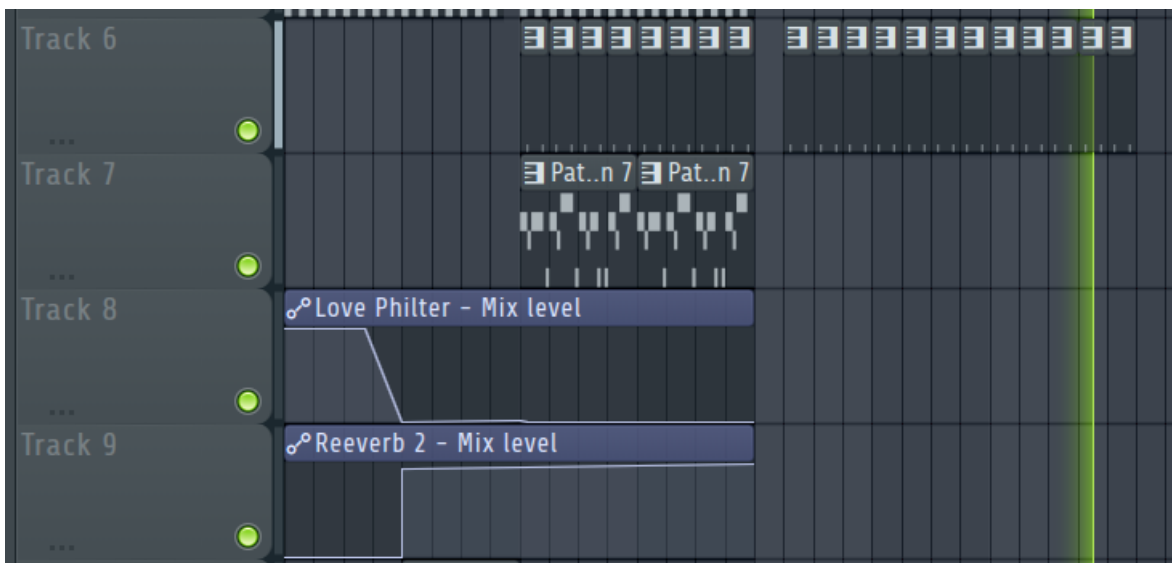 Track 6
Track 7
Pat..n 7 Pat..n 7
Track 8
Love Philter - Mix level
Track 9
Reeverb 2 - Mix level